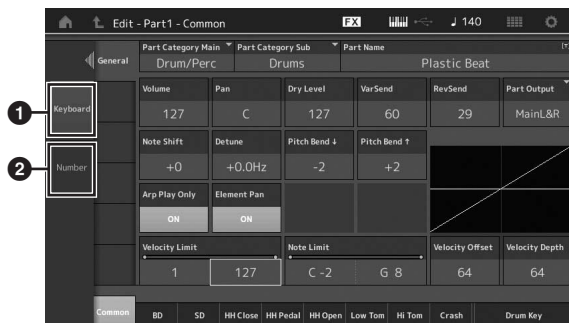 Edit - Part1 - Common FX 140
General Part Category Main Part Category Sub Part Name
Drum/Perc Drums Plastic Beat
1 Keyboard
Volume Pan Dry Level VarSend RevSend Part Output
127 C 127 60 29 MainL&R
2 Number
Note Shift Detune Pitch Bend ↓ Pitch Bend ↑
+0 +0.0Hz -2 +2
Arp Play Only Element Pan
ON ON
Velocity Limit Note Limit Velocity Offset Velocity Depth
1 127 C -2 G 8 64 64
Common BD SD HH Close HH Pedal HH Open Low Tom Hi Tom Crash Drum Key